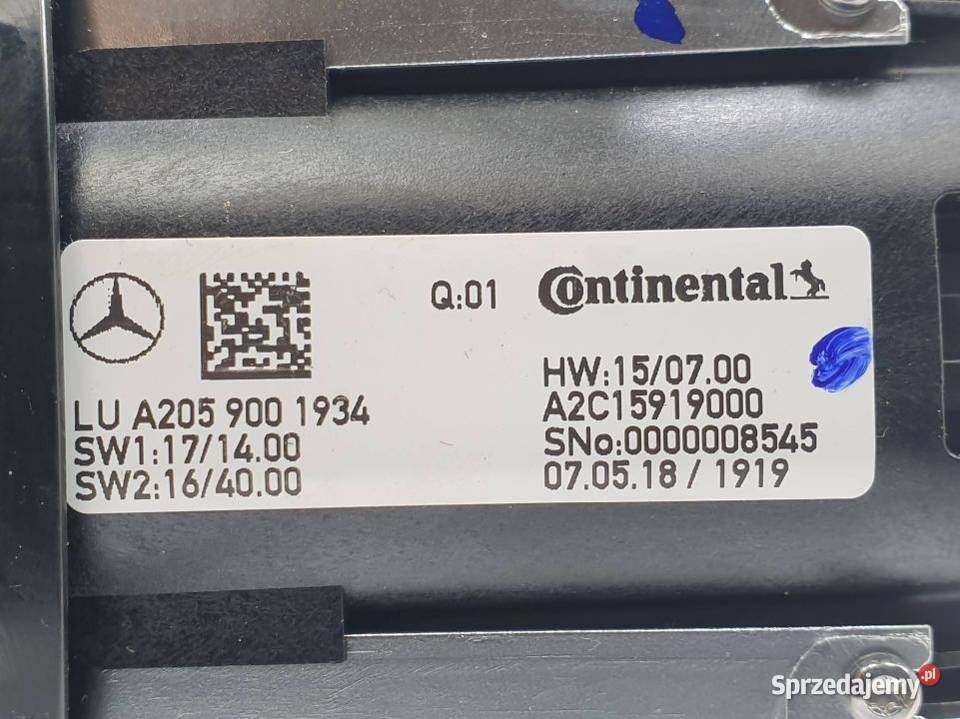 Q:01
Continental
LU A205 900 1934
SW1:17/14.00
SW2:16/40.00
HW:15/07.00
A2C15919000
SNo:0000008545
07.05.18 / 1919
Sprzedajemy.pl